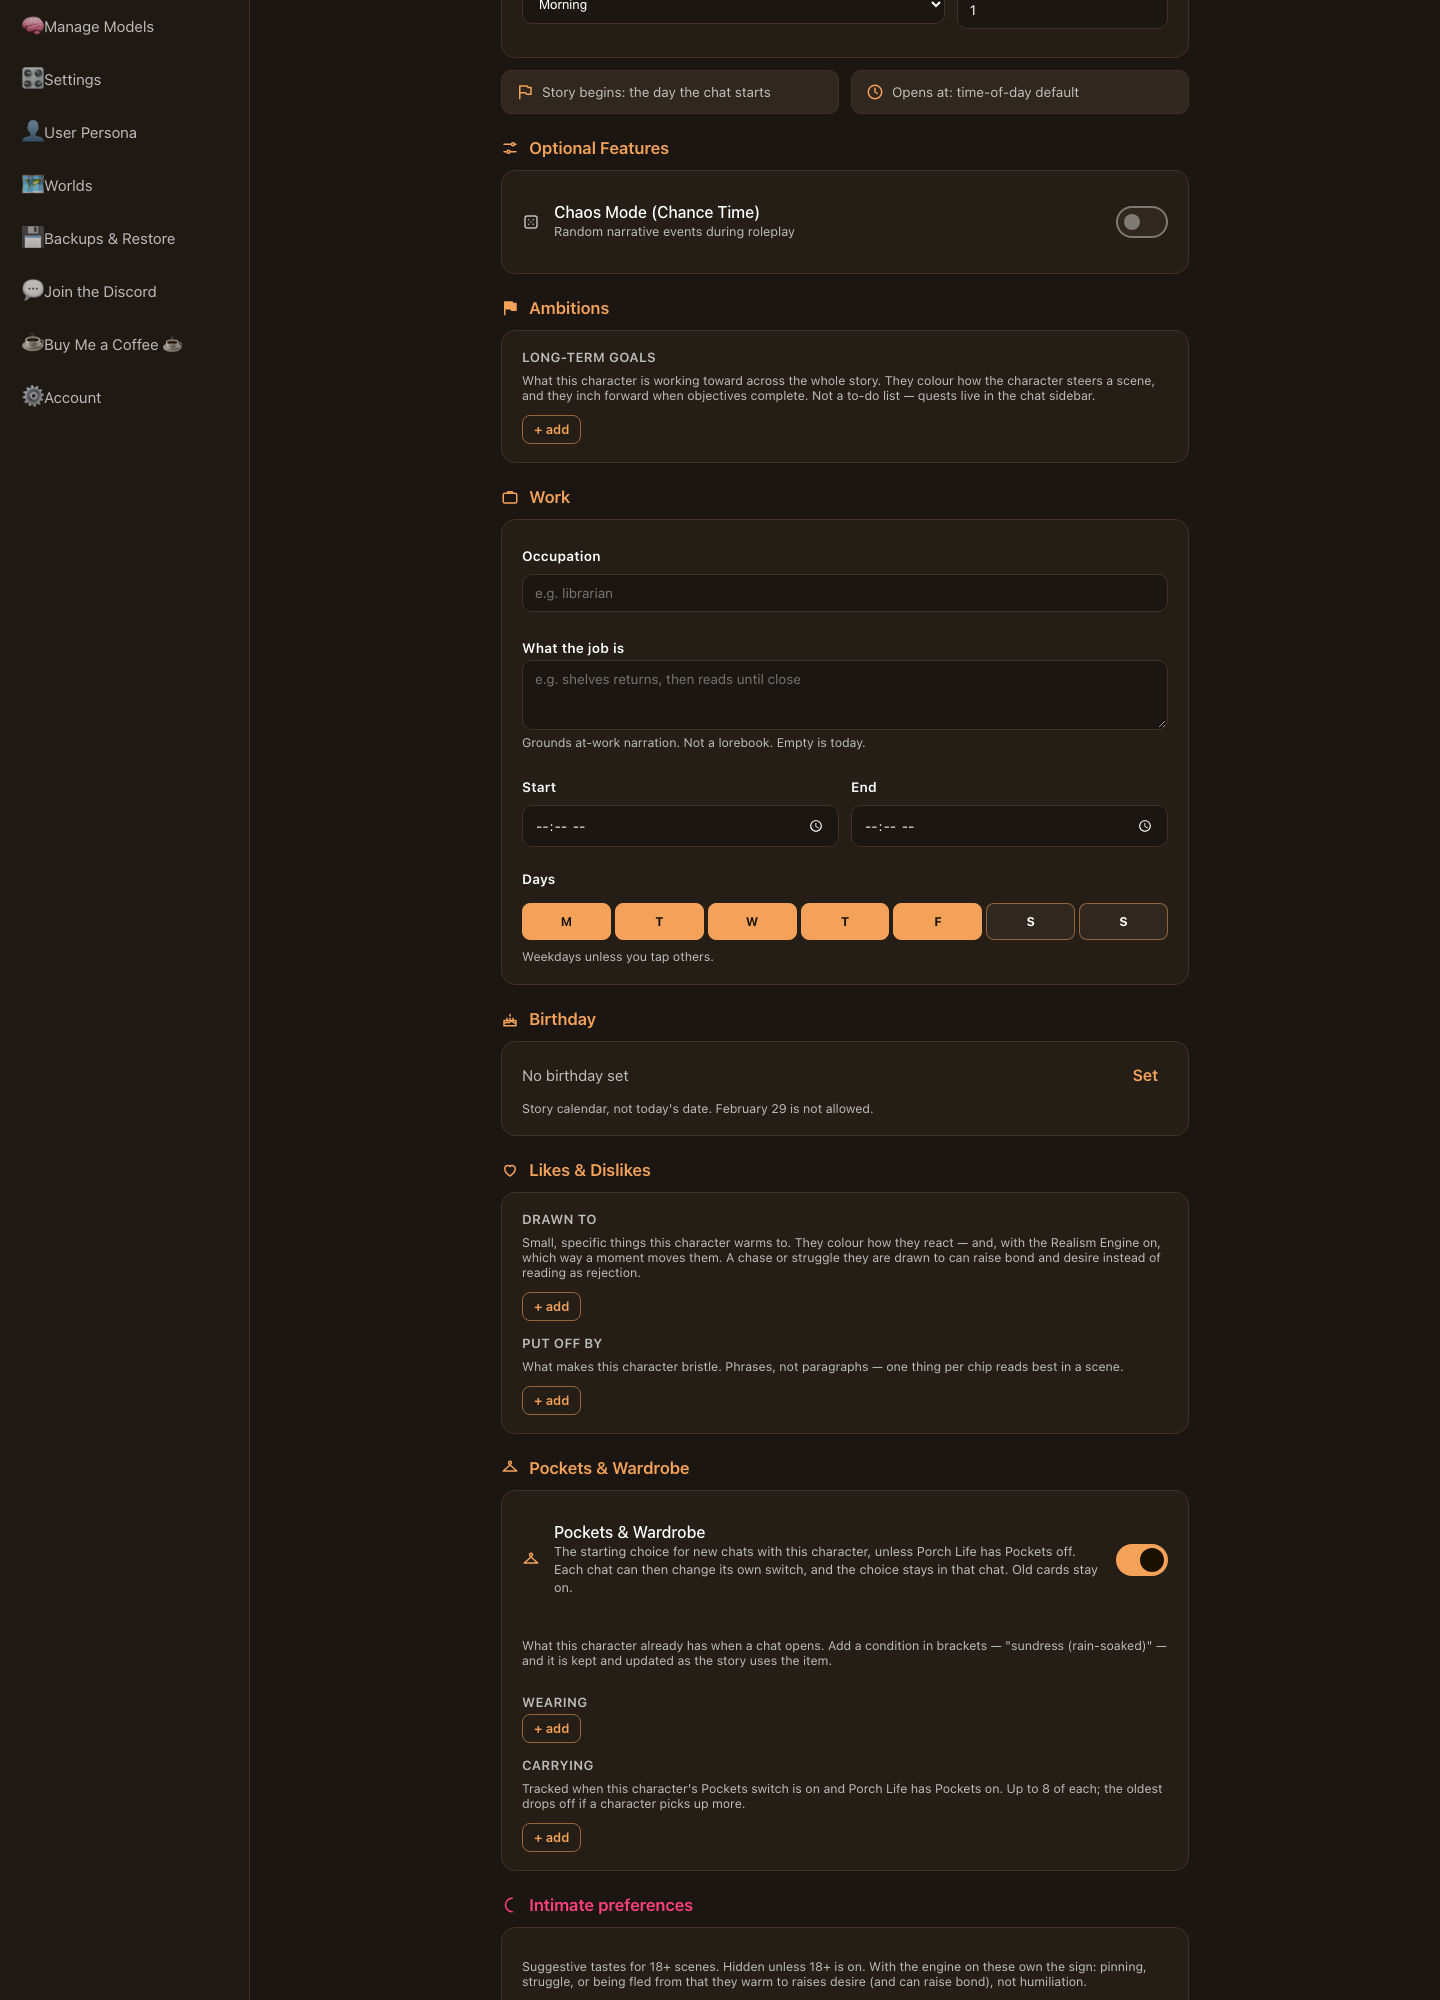 Manage Models
Settings
User Persona
Worlds
Backups & Restore
Join the Discord
Buy Me a Coffee ☕
Account
Morning
1
Story begins: the day the chat starts
Opens at: time-of-day default
Optional Features
Chaos Mode (Chance Time)
Random narrative events during roleplay
Ambitions
LONG-TERM GOALS
What this character is working toward across the whole story. They colour how the character steers a scene,
and they inch forward when objectives complete. Not a to-do list — quests live in the chat sidebar.
+ add
Work
Occupation
e.g. librarian
What the job is
e.g. shelves returns, then reads until close
Grounds at-work narration. Not a lorebook. Empty is today.
Start
End
--:-- --
--:-- --
Days
M T W T F S S
Weekdays unless you tap others.
Birthday
No birthday set
Set
Story calendar, not today's date. February 29 is not allowed.
Likes & Dislikes
DRAWN TO
Small, specific things this character warms to. They colour how they react — and, with the Realism Engine on,
which way a moment moves them. A chase or struggle they are drawn to can raise bond and desire instead of
reading as rejection.
+ add
PUT OFF BY
What makes this character bristle. Phrases, not paragraphs — one thing per chip reads best in a scene.
+ add
Pockets & Wardrobe
Pockets & Wardrobe
The starting choice for new chats with this character, unless Porch Life has Pockets off.
Each chat can then change its own switch, and the choice stays in that chat. Old cards stay
on.
What this character already has when a chat opens. Add a condition in brackets — "sundress (rain-soaked)" —
and it is kept and updated as the story uses the item.
WEARING
+ add
CARRYING
Tracked when this character's Pockets switch is on and Porch Life has Pockets on. Up to 8 of each; the oldest
drops off if a character picks up more.
+ add
Intimate preferences
Suggestive tastes for 18+ scenes. Hidden unless 18+ is on. With the engine on these own the sign: pinning,
struggle, or being fled from that they warm to raises desire (and can raise bond), not humiliation.